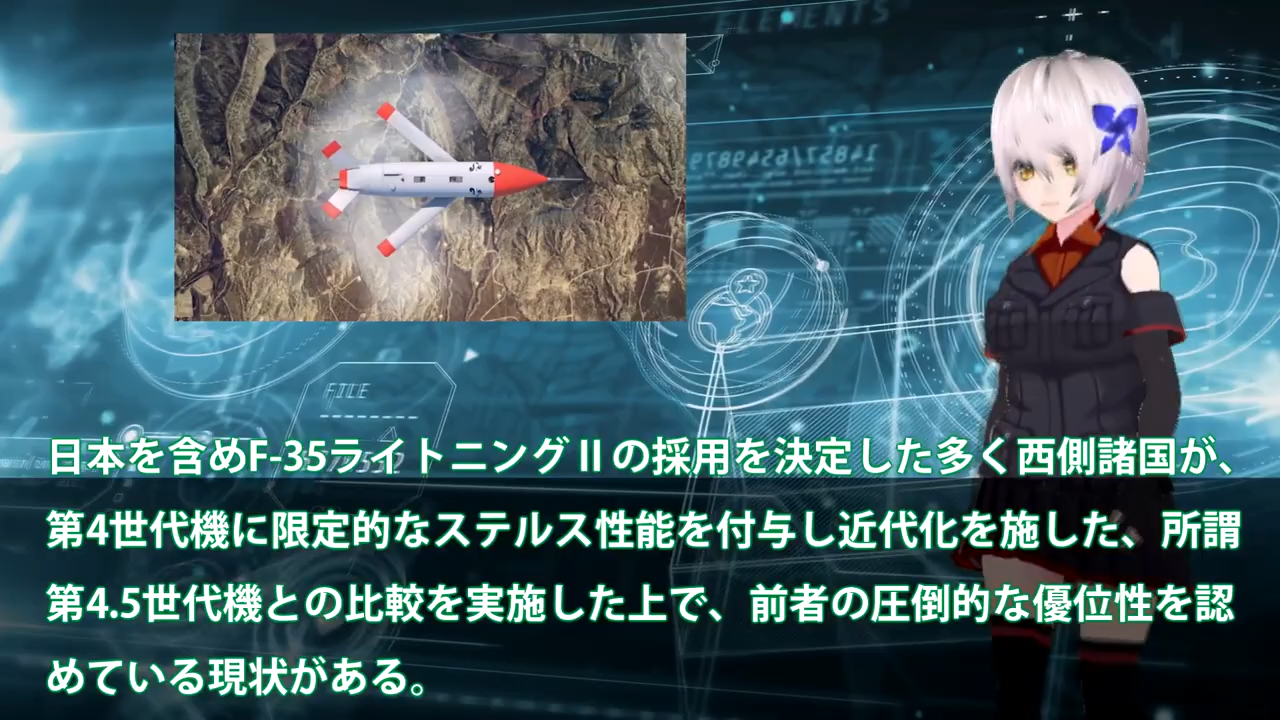 ELEMENTS
14857/6549879
FILE
日本を含めF-35ライトニングⅡの採用を決定した多く西側諸国が、
第4世代機に限定的なステルス性能を付与し近代化を施した、所謂
第4.5世代機との比較を実施した上で、前者の圧倒的な優位性を認
めている現状がある。